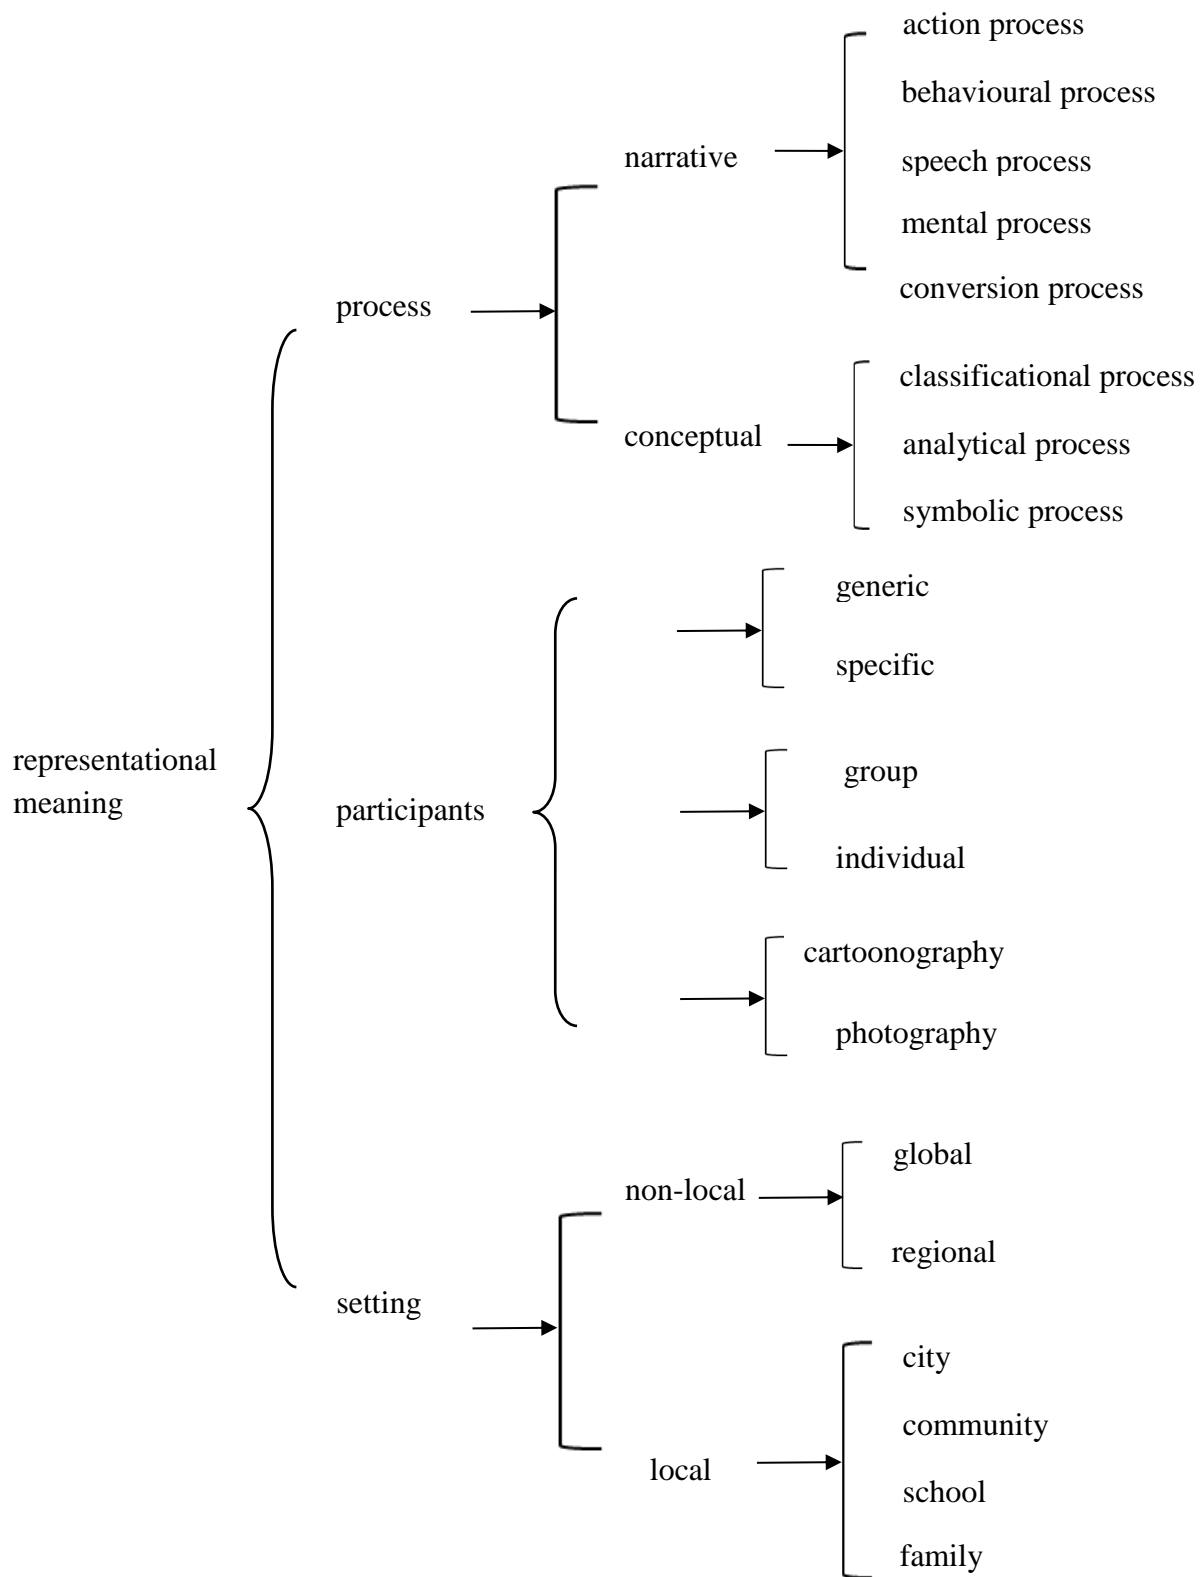 action process
behavioural process
narrative
speech process
mental process
process
conversion process
classificational process
conceptual
analytical process
symbolic process
generic
specific
representational
meaning
participants
group
individual
cartoonography
photography
non-local
global
regional
setting
city
community
local
school
family